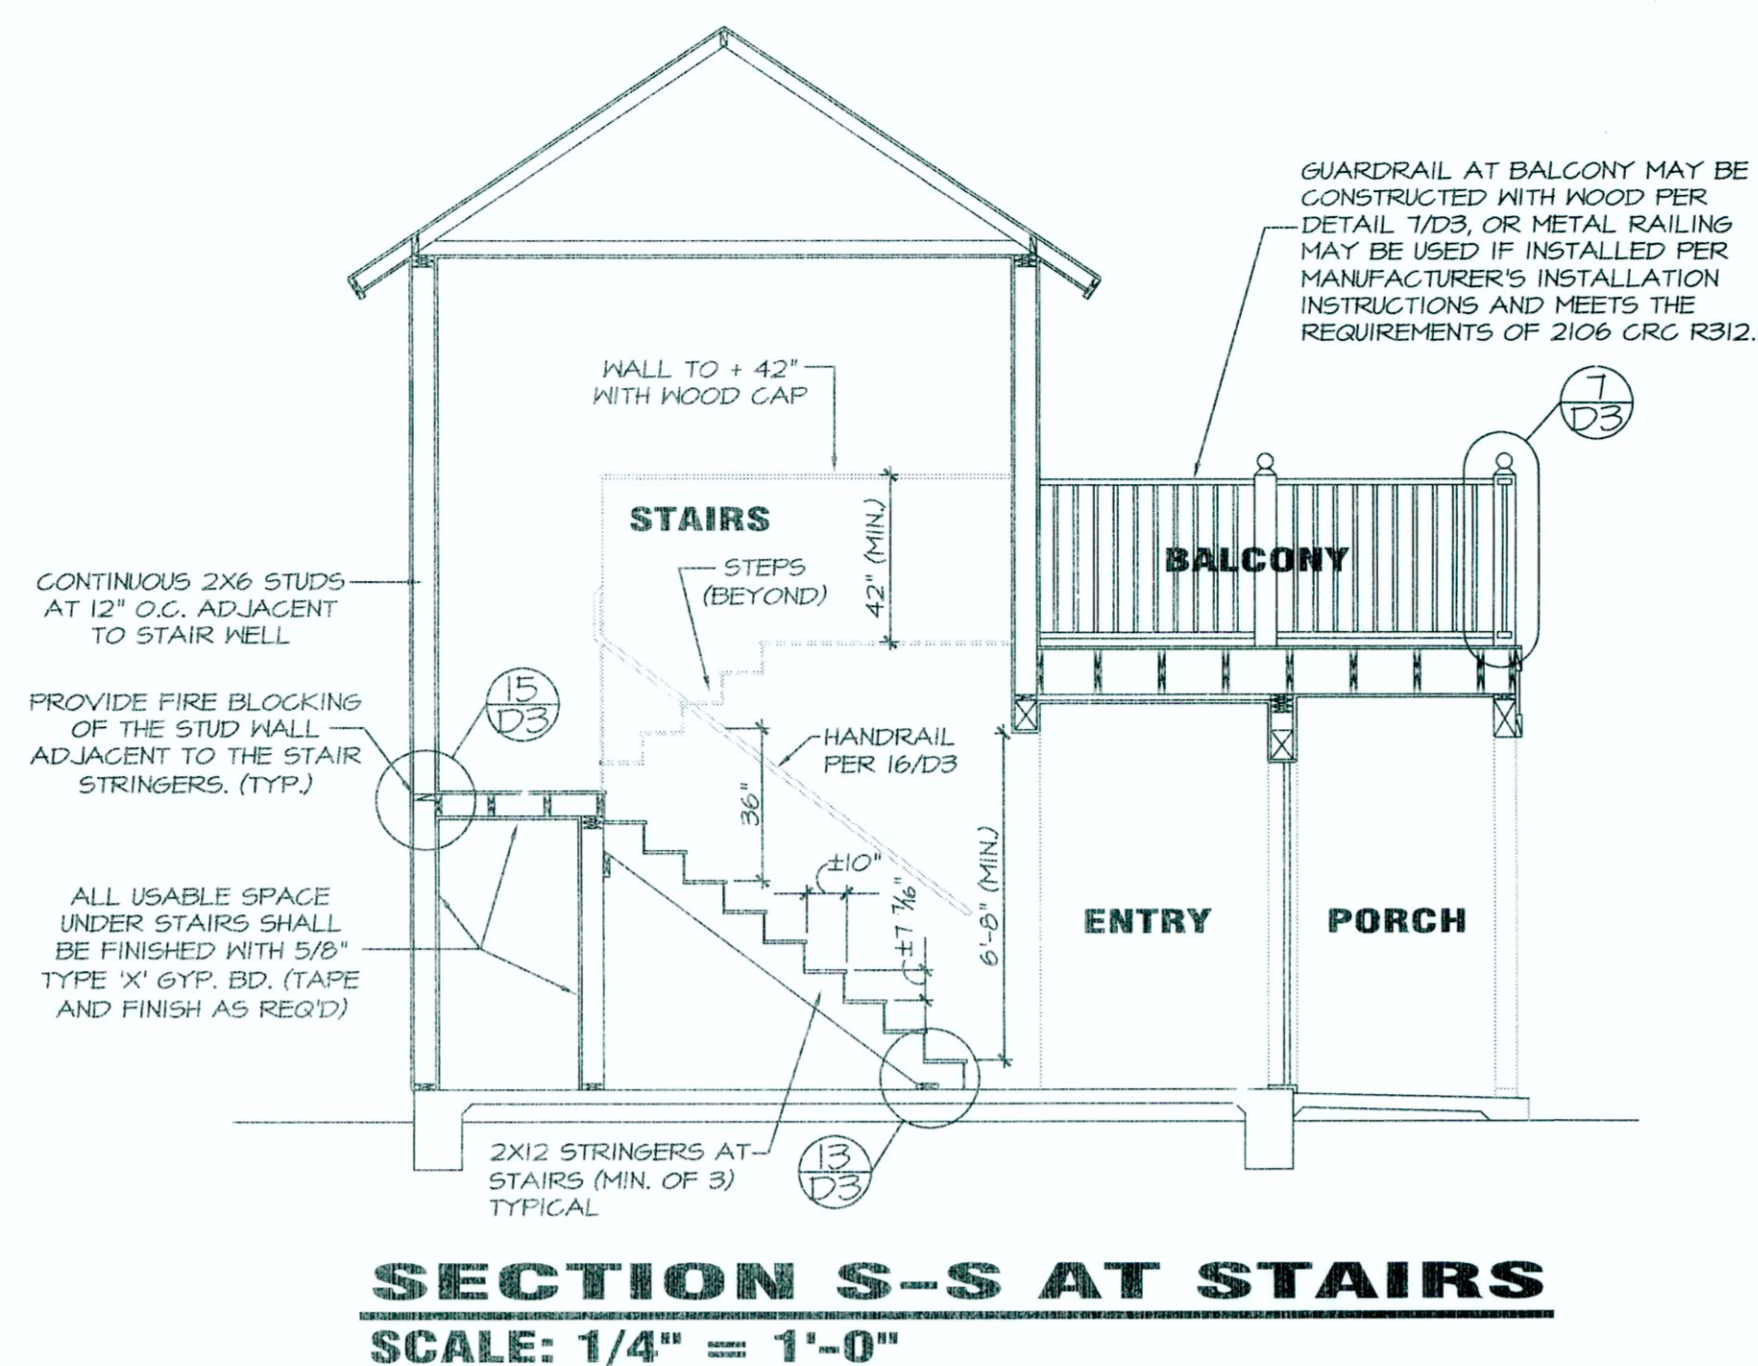 GUARDRAIL AT BALCONY MAY BE
CONSTRUCTED WITH WOOD PER
DETAIL 7/D3, OR METAL RAILING
MAY BE USED IF INSTALLED PER
MANUFACTURER'S INSTALLATION
INSTRUCTIONS AND MEETS THE
REQUIREMENTS OF 2106 CRC R312.
7
D3
WALL TO + 42"
WITH WOOD CAP
STAIRS
42" (MIN.)
BALCONY
STEPS
(BEYOND)
CONTINUOUS 2X6 STUDS
AT 12" O.C. ADJACENT
TO STAIR WELL
15
D3
PROVIDE FIRE BLOCKING
OF THE STUD WALL
ADJACENT TO THE STAIR
STRINGERS. (TYP.)
HANDRAIL
PER 16/D3
36"
±10"
±7 7/16"
6'-8" (MIN.)
ENTRY
PORCH
ALL USABLE SPACE
UNDER STAIRS SHALL
BE FINISHED WITH 5/8"
TYPE 'X' GYP. BD. (TAPE
AND FINISH AS REQ'D)
2X12 STRINGERS AT
STAIRS (MIN. OF 3)
TYPICAL
13
D3
SECTION S-S AT STAIRS
SCALE: 1/4" = 1'-0"